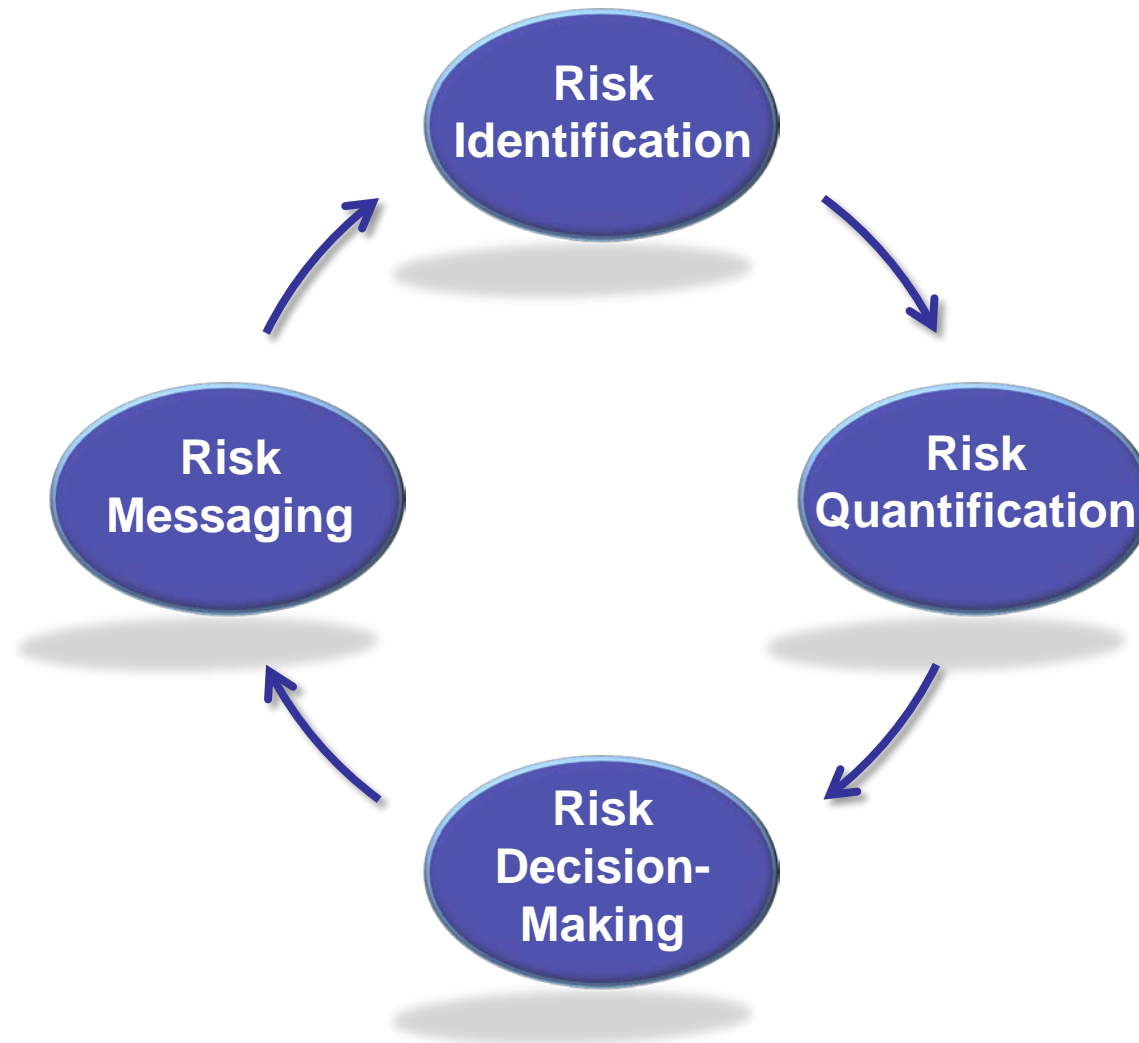 Risk
Identification
Risk
Quantification
Risk
Decision-
Making
Risk
Messaging